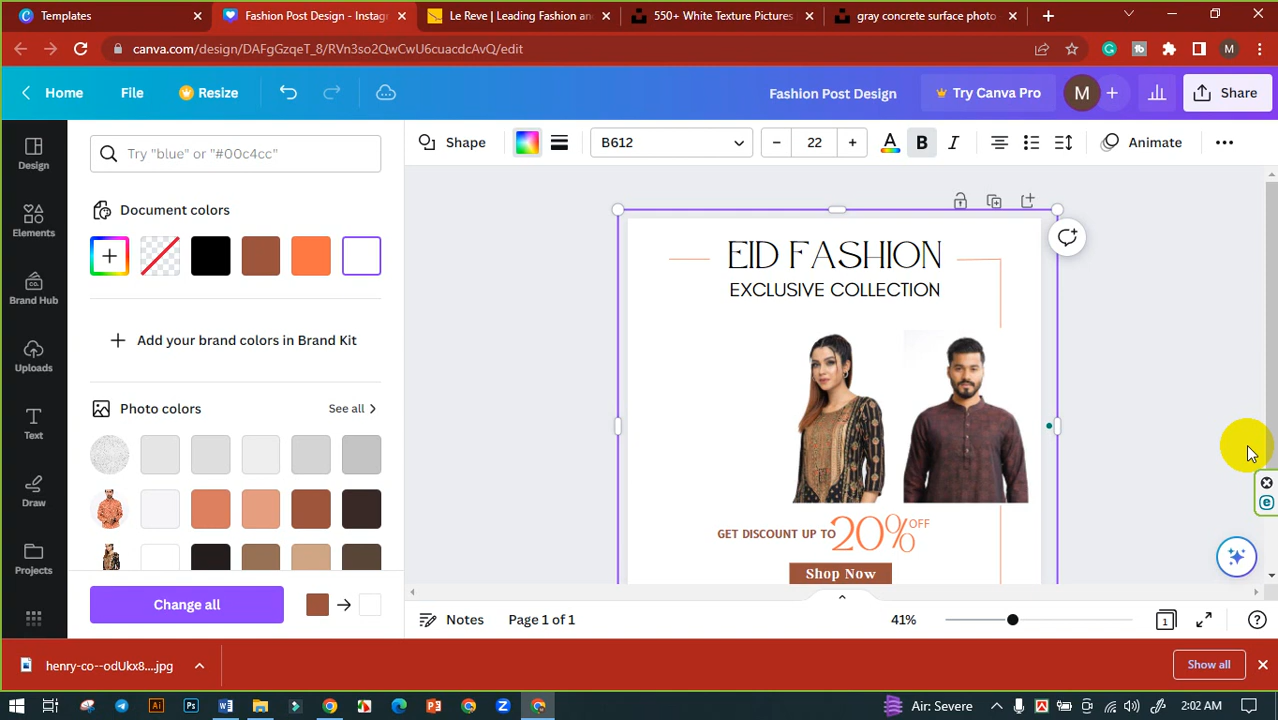 Templates
Fashion Post Design - Instag
Le Reve | Leading Fashion an
550+ White Texture Pictures
gray concrete surface photo
canva.com/design/DAFgGzqeT_8/RVn3so2QwCwU6cuacdcAvQ/edit
M
Home
File
Resize
Fashion Post Design
M
Try Canva Pro
Share
Design
Elements
Brand Hub
Uploads
Text
Draw
Projects
Try "blue" or "#00c4cc"
Document colors
Add your brand colors in Brand Kit
Photo colors
See all
Change all
Shape
B612
22
A
B
I
Animate
EID FASHION
EXCLUSIVE COLLECTION
GET DISCOUNT UP TO 20% OFF
Shop Now
Notes
Page 1 of 1
41%
1
henry-co--odUkx8....jpg
Show all
Air: Severe
2:02 AM